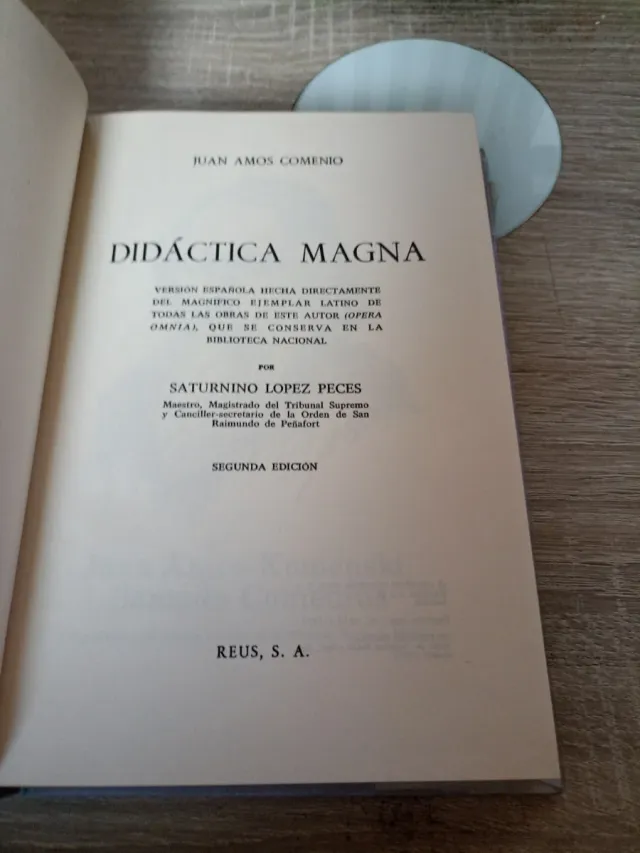 JUAN AMOS COMENIO
DIDÁCTICA MAGNA
VERSIÓN ESPAÑOLA HECHA DIRECTAMENTE
DEL MAGNIFICO EJEMPLAR LATINO DE
TODAS LAS OBRAS DE ESTE AUTOR (OPERA
OMNIA), QUE SE CONSERVA EN LA
BIBLIOTECA NACIONAL
POR
SATURNINO LOPEZ PECES
Maestro, Magistrado del Tribunal Supremo
y Canciller-secretario de la Orden de San
Raimundo de Peñafort
SEGUNDA EDICIÓN
REUS, S. A.